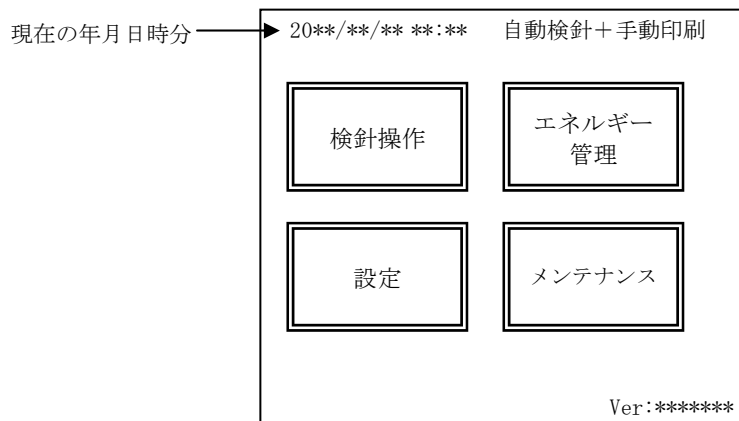 現在の年月日時分
20**/**/** **:**　自動検針＋手動印刷
検針操作
エネルギー
管理
設定
メンテナンス
Ver:*******